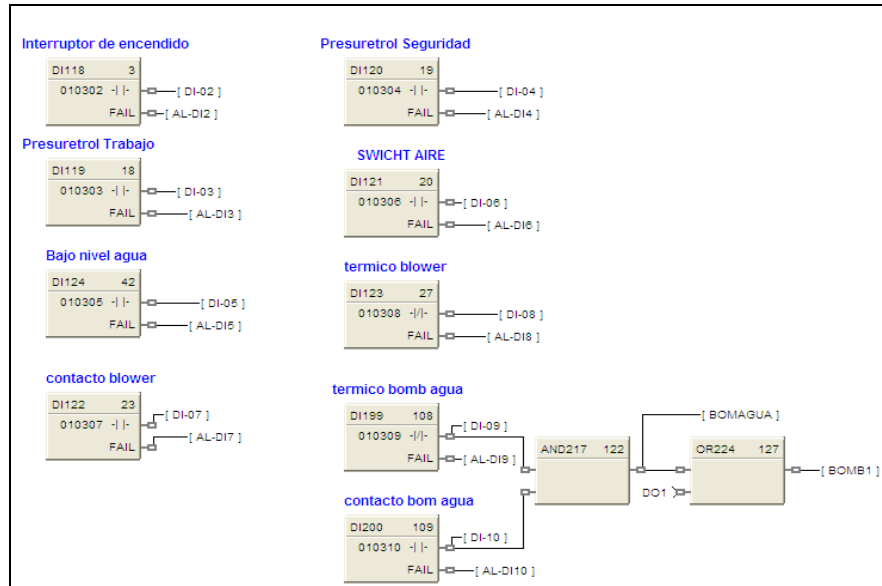 Interruptor de encendido
DI118 3
010302 -| |- [ DI-02 ]
FAIL [ AL-DI2 ]
Presuretrol Trabajo
DI119 18
010303 -| |- [ DI-03 ]
FAIL [ AL-DI3 ]
Bajo nivel agua
DI124 42
010305 -| |- [ DI-05 ]
FAIL [ AL-DI5 ]
contacto blower
DI122 23
010307 -| |- [ DI-07 ]
FAIL [ AL-DI7 ]
Presuretrol Seguridad
DI120 19
010304 -| |- [ DI-04 ]
FAIL [ AL-DI4 ]
SWICHT AIRE
DI121 20
010306 -| |- [ DI-06 ]
FAIL [ AL-DI6 ]
termico blower
DI123 27
010308 -|/|- [ DI-08 ]
FAIL [ AL-DI8 ]
termico bomb agua
DI199 108
010309 -|/|- [ DI-09 ]
FAIL [ AL-DI9 ]
contacto bom agua
DI200 109
010310 -| |- [ DI-10 ]
FAIL [ AL-DI10 ]
AND217 122
[ BOMAGUA ]
OR224 127
DO1
[ BOMB1 ]